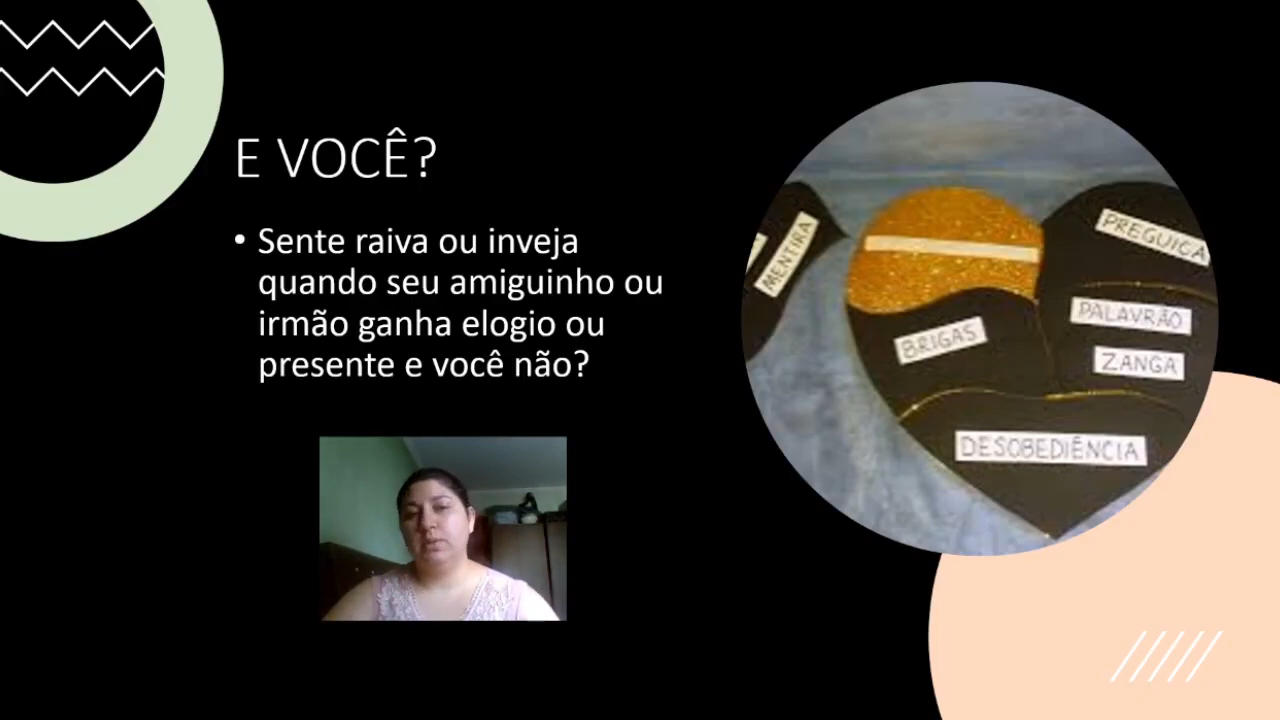 E VOCÊ?
• Sente raiva ou inveja
quando seu amiguinho ou
irmão ganha elogio ou
presente e você não?
MENTIRA
PREGUIÇA
PALAVRÃO
BRIGAS
ZANGA
DESOBEDIÊNCIA